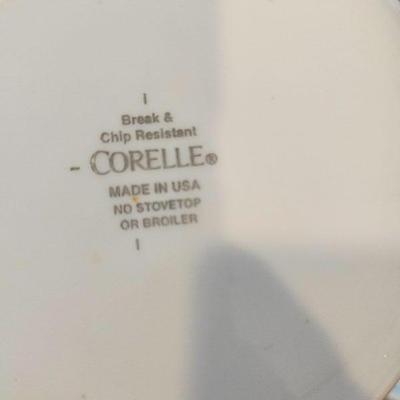 Break &
Chip Resistant
- CORELLE®
MADE IN USA
NO STOVETOP
OR BROILER